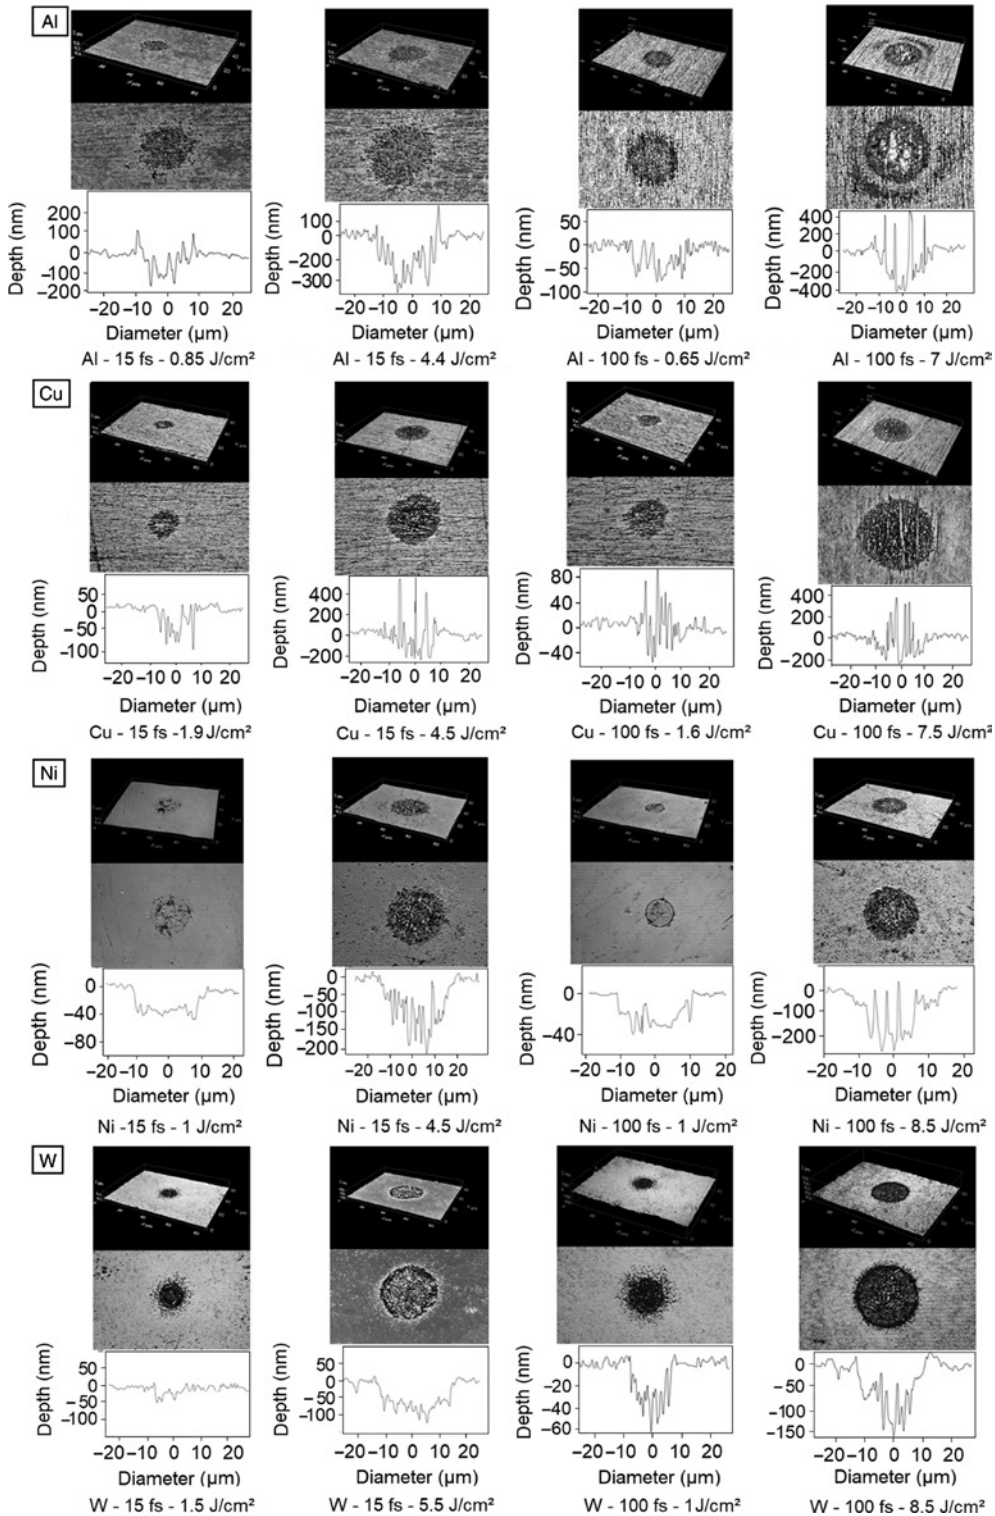 Al
Depth (nm)
200
100
0
−100
−200
−20 −10 0 10 20
Diameter (µm)
Al - 15 fs - 0.85 J/cm²
100
0
−100
−300
−20 −10 0 10 20
Diameter (µm)
Al - 15 fs - 4.4 J/cm²
Depth (nm)
50
0
−50
−100
−20 −10 0 10 20
Diameter (µm)
Al - 100 fs - 0.65 J/cm²
Depth (nm)
400
200
0
−200
−400
−20 −10 0 10 20
Diameter (µm)
Al - 100 fs - 7 J/cm²
Cu
Depth (nm)
50
0
−50
−100
−20 −10 0 10 20
Diameter (µm)
Cu - 15 fs -1.9 J/cm²
Depth (nm)
400
200
0
−200
−20 −10 0 10 20
Diameter (µm)
Cu - 15 fs - 4.5 J/cm²
Depth (nm)
80
40
0
−40
−20 −10 0 10 20
Diameter (µm)
Cu - 100 fs - 1.6 J/cm²
Depth (nm)
400
200
0
−200
−20 −10 0 10 20
Diameter (µm)
Cu - 100 fs - 7.5 J/cm²
Ni
Depth (nm)
0
−40
−80
−20 −10 0 10 20
Diameter (µm)
Ni -15 fs - 1 J/cm²
Depth (nm)
0
−50
−100
−150
−200
−20 −10 0 10 20
Diameter (µm)
Ni - 15 fs - 4.5 J/cm²
Depth (nm)
0
−40
−20 −10 0 10 20
Diameter (µm)
Ni - 100 fs - 1 J/cm²
Depth (nm)
0
−100
−200
−20 −10 0 10 20
Diameter (µm)
Ni - 100 fs - 8.5 J/cm²
W
Depth (nm)
50
0
−50
−100
−20 −10 0 10 20
Diameter (µm)
W - 15 fs - 1.5 J/cm²
Depth (nm)
50
0
−50
−100
−20 −10 0 10 20
Diameter (µm)
W - 15 fs - 5.5 J/cm²
Depth (nm)
0
−20
−40
−60
−20 −10 0 10 20
Diameter (µm)
W - 100 fs - 1J/cm²
Depth (nm)
0
−50
−100
−150
−20 −10 0 10 20
Diameter (µm)
W - 100 fs - 8.5 J/cm²